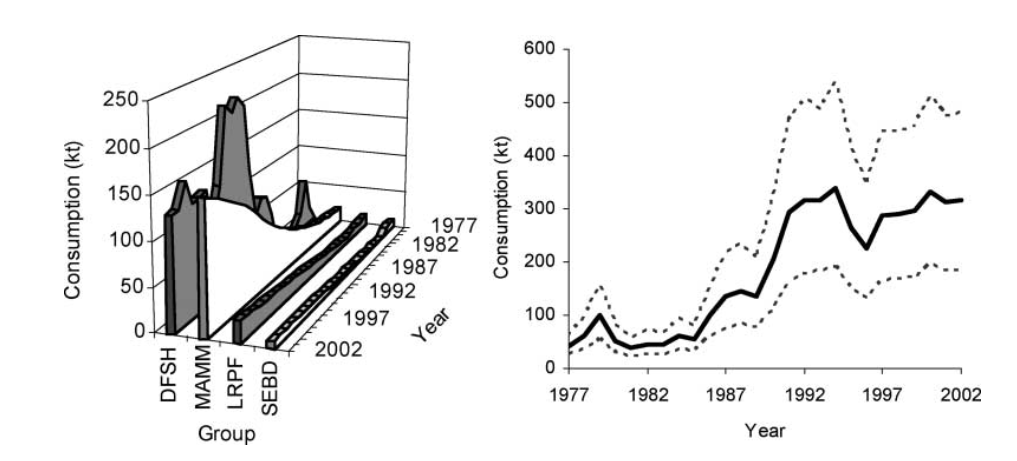 250
200
150
100
50
0
Consumption (kt)
DFSH
MAMM
LRPF
SEBD
Group
1977
1982
1987
1992
1997
2002
Year
600
500
400
300
200
100
0
Consumption (kt)
1977 1982 1987 1992 1997 2002
Year